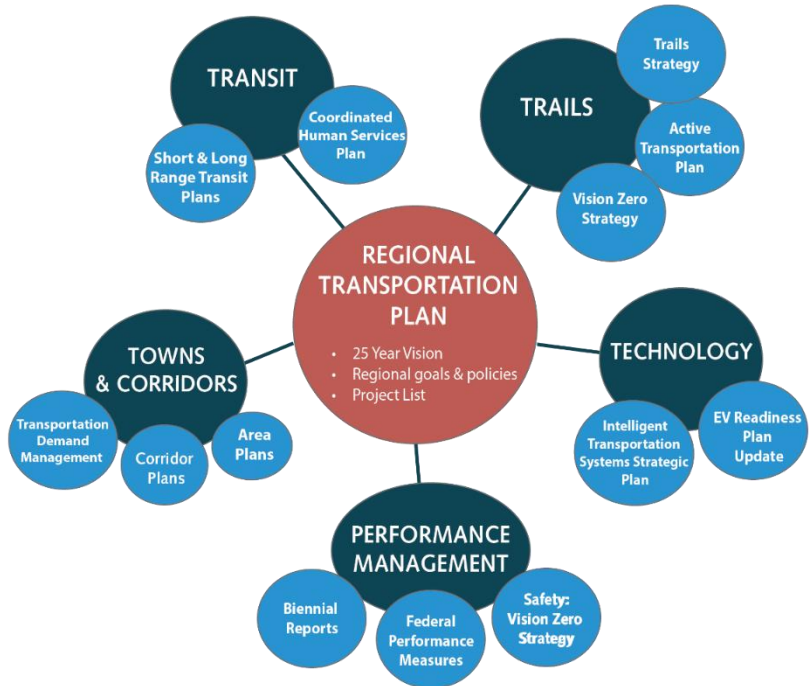 TRANSIT
Coordinated
Human Services
Plan
Short & Long
Range Transit
Plans
TRAILS
Trails
Strategy
Active
Transportation
Plan
Vision Zero
Strategy
REGIONAL
TRANSPORTATION
PLAN
• 25 Year Vision
• Regional goals & policies
• Project List
TOWNS
& CORRIDORS
Transportation
Demand
Management
Corridor
Plans
Area
Plans
TECHNOLOGY
Intelligent
Transportation
Systems Strategic
Plan
EV Readiness
Plan
Update
PERFORMANCE
MANAGEMENT
Biennial
Reports
Federal
Performance
Measures
Safety:
Vision Zero
Strategy